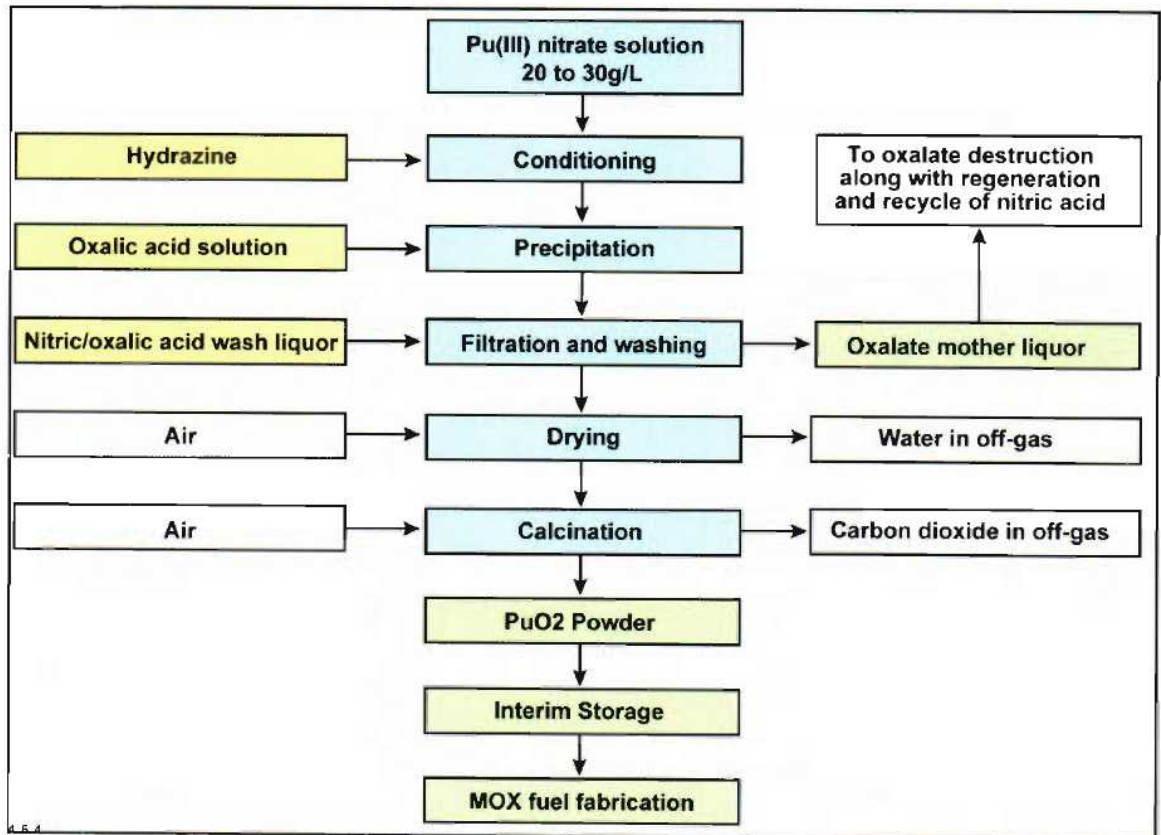 Pu(III) nitrate solution
20 to 30g/L
Hydrazine
Conditioning
To oxalate destruction
along with regeneration
and recycle of nitric acid
Oxalic acid solution
Precipitation
Nitric/oxalic acid wash liquor
Filtration and washing
Oxalate mother liquor
Air
Drying
Water in off-gas
Air
Calcination
Carbon dioxide in off-gas
PuO2 Powder
Interim Storage
MOX fuel fabrication